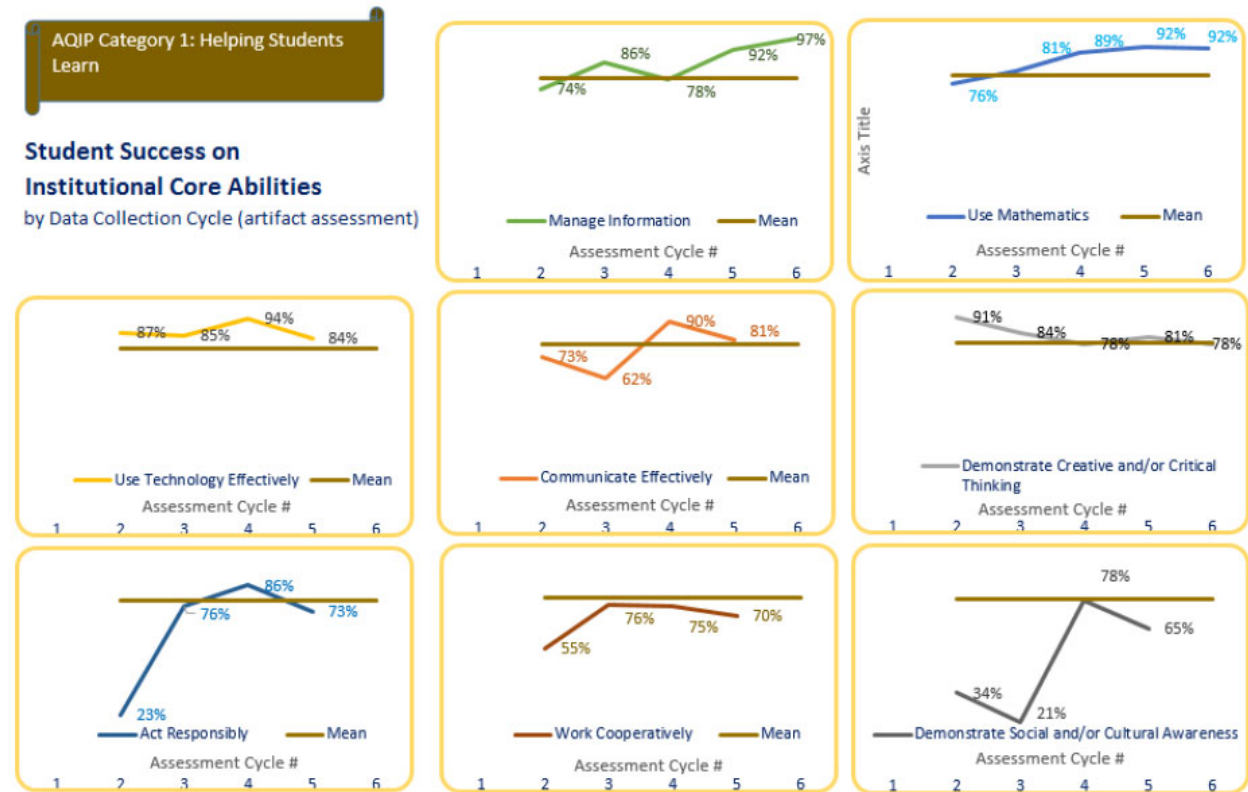 AQIP Category 1: Helping Students
Learn
Student Success on
Institutional Core Abilities
by Data Collection Cycle (artifact assessment)
74%
86%
78%
92%
97%
Manage Information
Mean
Assessment Cycle #
1 2 3 4 5 6
Axis Title
76%
81%
89%
92%
92%
Use Mathematics
Mean
Assessment Cycle #
1 2 3 4 5 6
87%
85%
94%
84%
Use Technology Effectively
Mean
Assessment Cycle #
1 2 3 4 5 6
73%
62%
90%
81%
Communicate Effectively
Mean
Assessment Cycle #
1 2 3 4 5 6
91%
84%
78%
81%
78%
Demonstrate Creative and/or Critical
Thinking
Assessment Cycle #
1 2 3 4 5 6
23%
76%
86%
73%
Act Responsibly
Mean
Assessment Cycle #
1 2 3 4 5 6
55%
76%
75%
70%
Work Cooperatively
Mean
Assessment Cycle #
1 2 3 4 5 6
34%
21%
78%
65%
Demonstrate Social and/or Cultural Awareness
Assessment Cycle #
1 2 3 4 5 6